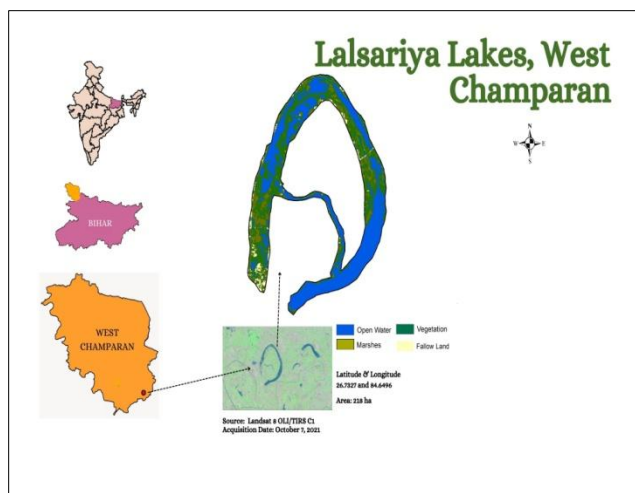 Lalsariya Lakes, West
Champaran
N
W E
S
BIHAR
WEST
CHAMPARAN
Open Water
Vegetation
Marshes
Fallow Land
Latitude & Longitude
26.7327 and 84.6496
Area: 218 ha
Source: Landsat 8 OLI/TIRS C1
Acquisition Date: October 7, 2021